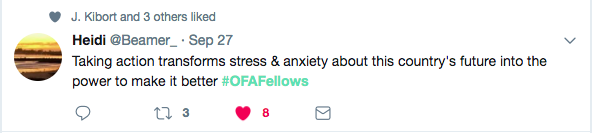 J. Kibort and 3 others liked
Heidi @Beamer_ · Sep 27
Taking action transforms stress & anxiety about this country's future into the
power to make it better #OFAFellows
3 8